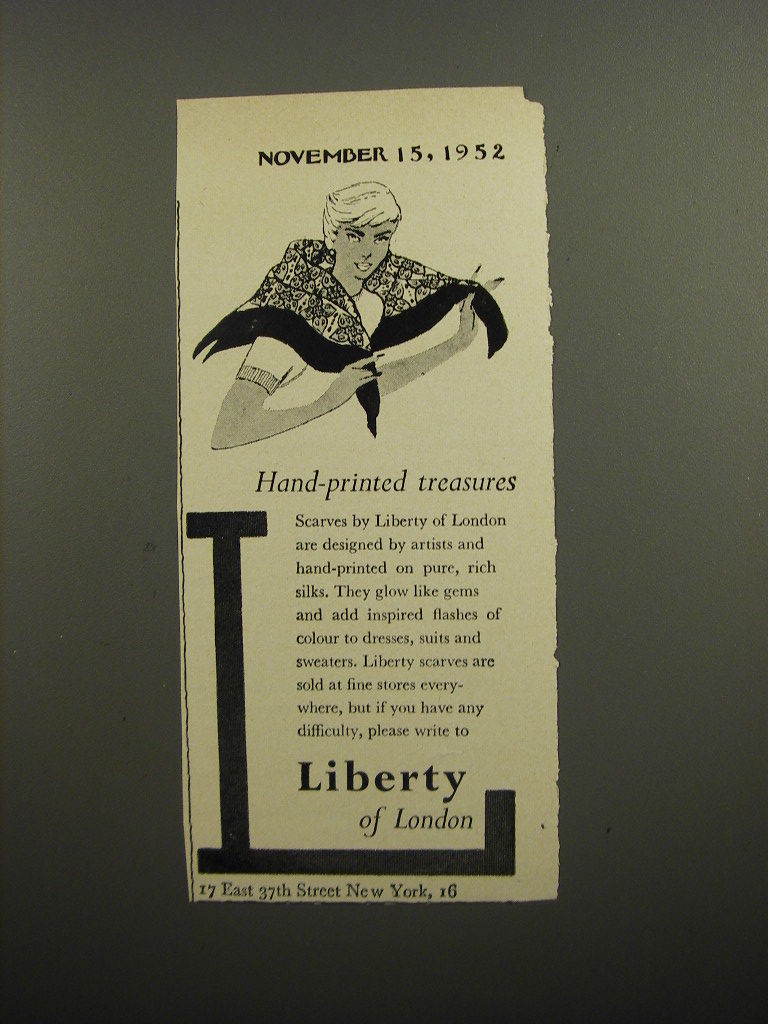 NOVEMBER 15, 1952
Hand-printed treasures
Scarves by Liberty of London
are designed by artists and
hand-printed on pure, rich
silks. They glow like gems
and add inspired flashes of
colour to dresses, suits and
sweaters. Liberty scarves are
sold at fine stores every-
where, but if you have any
difficulty, please write to
Liberty
of London
17 East 37th Street New York, 16